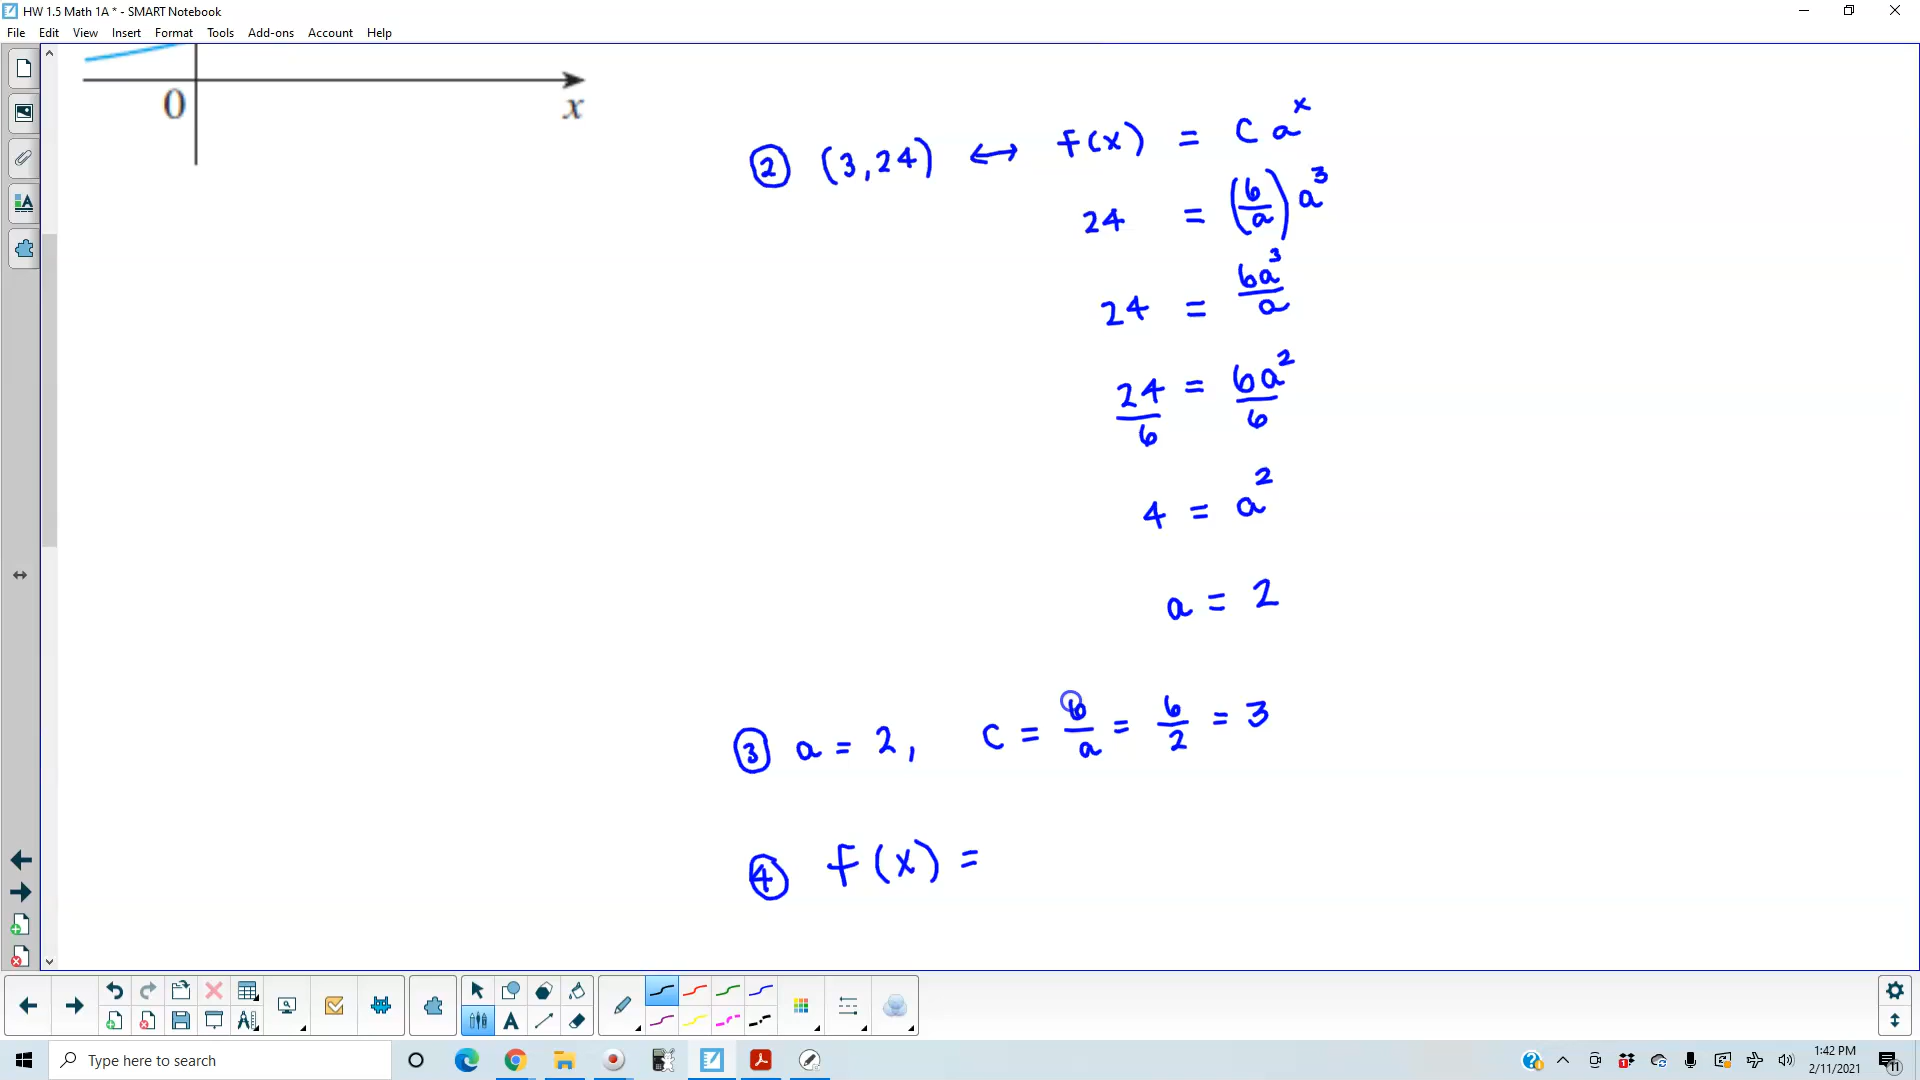 HW 1.5 Math 1A * - SMART Notebook
File Edit View Insert Format Tools Add-ons Account Help
0
x
② (3,24) ↔ f(x) = C a^x
24 = (6/a) a^3
24 = 6a^3/a
24/6 = 6a^2/6
4 = a^2
a = 2
③ a = 2, C = 6/a = 6/2 = 3
④ f(x) =
Type here to search
1:42 PM
2/11/2021
11